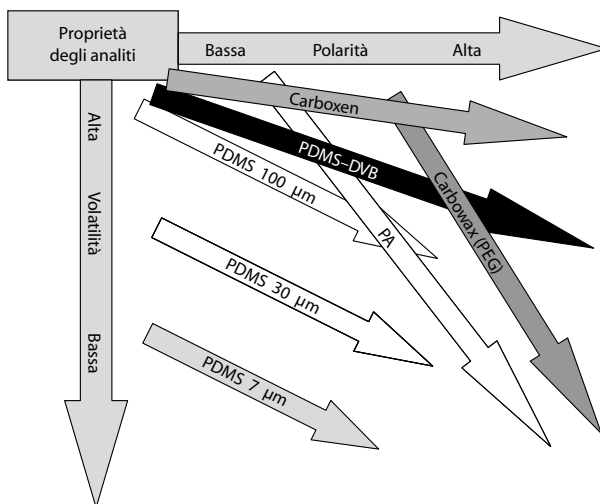 Proprietà
degli analiti
Bassa Polarità Alta
Alta
Volatilità
Bassa
Carboxen
PDMS–DVB
PDMS 100 μm
PA
Carbowax (PEG)
PDMS 30 μm
PDMS 7 μm